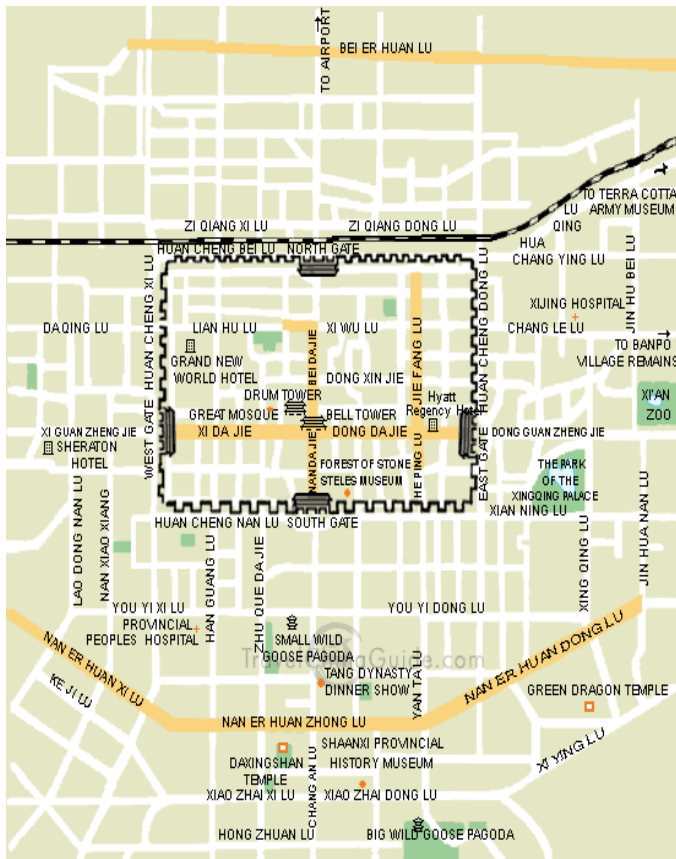 TO AIRPORT
BEI ER HUAN LU
TO TERRA COTTA
ARMY MUSEUM
ZI QIANG XI LU
ZI QIANG DONG LU
LU
QING
HUA
HUAN CHENG BEI LU
NORTH GATE
CHANG YING LU
HUAN CHENG XI LU
HUAN CHENG DONG LU
JIN HU BEI LU
XIJING HOSPITAL
DA QING LU
LIAN HU LU
XI WU LU
CHANG LE LU
BEI DAJIE
JIE FANG LU
TO BANPO
VILLAGE REMAINS
GRAND NEW
WORLD HOTEL
DONG XIN JIE
DRUM TOWER
Hyatt
Regency Hotel
XI'AN
ZOO
GREAT MOSQUE
BELL TOWER
WEST GATE
XI GUAN ZHENG JIE
XI DA JIE
DONG DAJIE
EAST GATE
DONG GUAN ZHENG JIE
SHERATON
HOTEL
NANDAJIE
HE PING LU
FOREST OF STONE
STELES MUSEUM
THE PARK
OF THE
XINGQING PALACE
XIAN NING LU
HUAN CHENG NAN LU
SOUTH GATE
LAO DONG NAN LU
NAN XIAO XIANG
HAN GUANG LU
ZHU QUE DA JIE
XING QING LU
JIN HUA NAN LU
YOU YI XI LU
YOU YI DONG LU
PROVINCIAL
PEOPLES HOSPITAL
SMALL WILD
GOOSE PAGODA
TravelChinaGuide.com
NAN ER HUAN XI LU
KE JI LU
TANG DYNASTY
DINNER SHOW
YAN TA LU
NAN ER HUAN DONG LU
GREEN DRAGON TEMPLE
NAN ER HUAN ZHONG LU
XI YING LU
SHAANXI PROVINCIAL
HISTORY MUSEUM
DAXINGSHAN
TEMPLE
CHANG AN LU
XIAO ZHAI XI LU
XIAO ZHAI DONG LU
HONG ZHUAN LU
BIG WILD GOOSE PAGODA